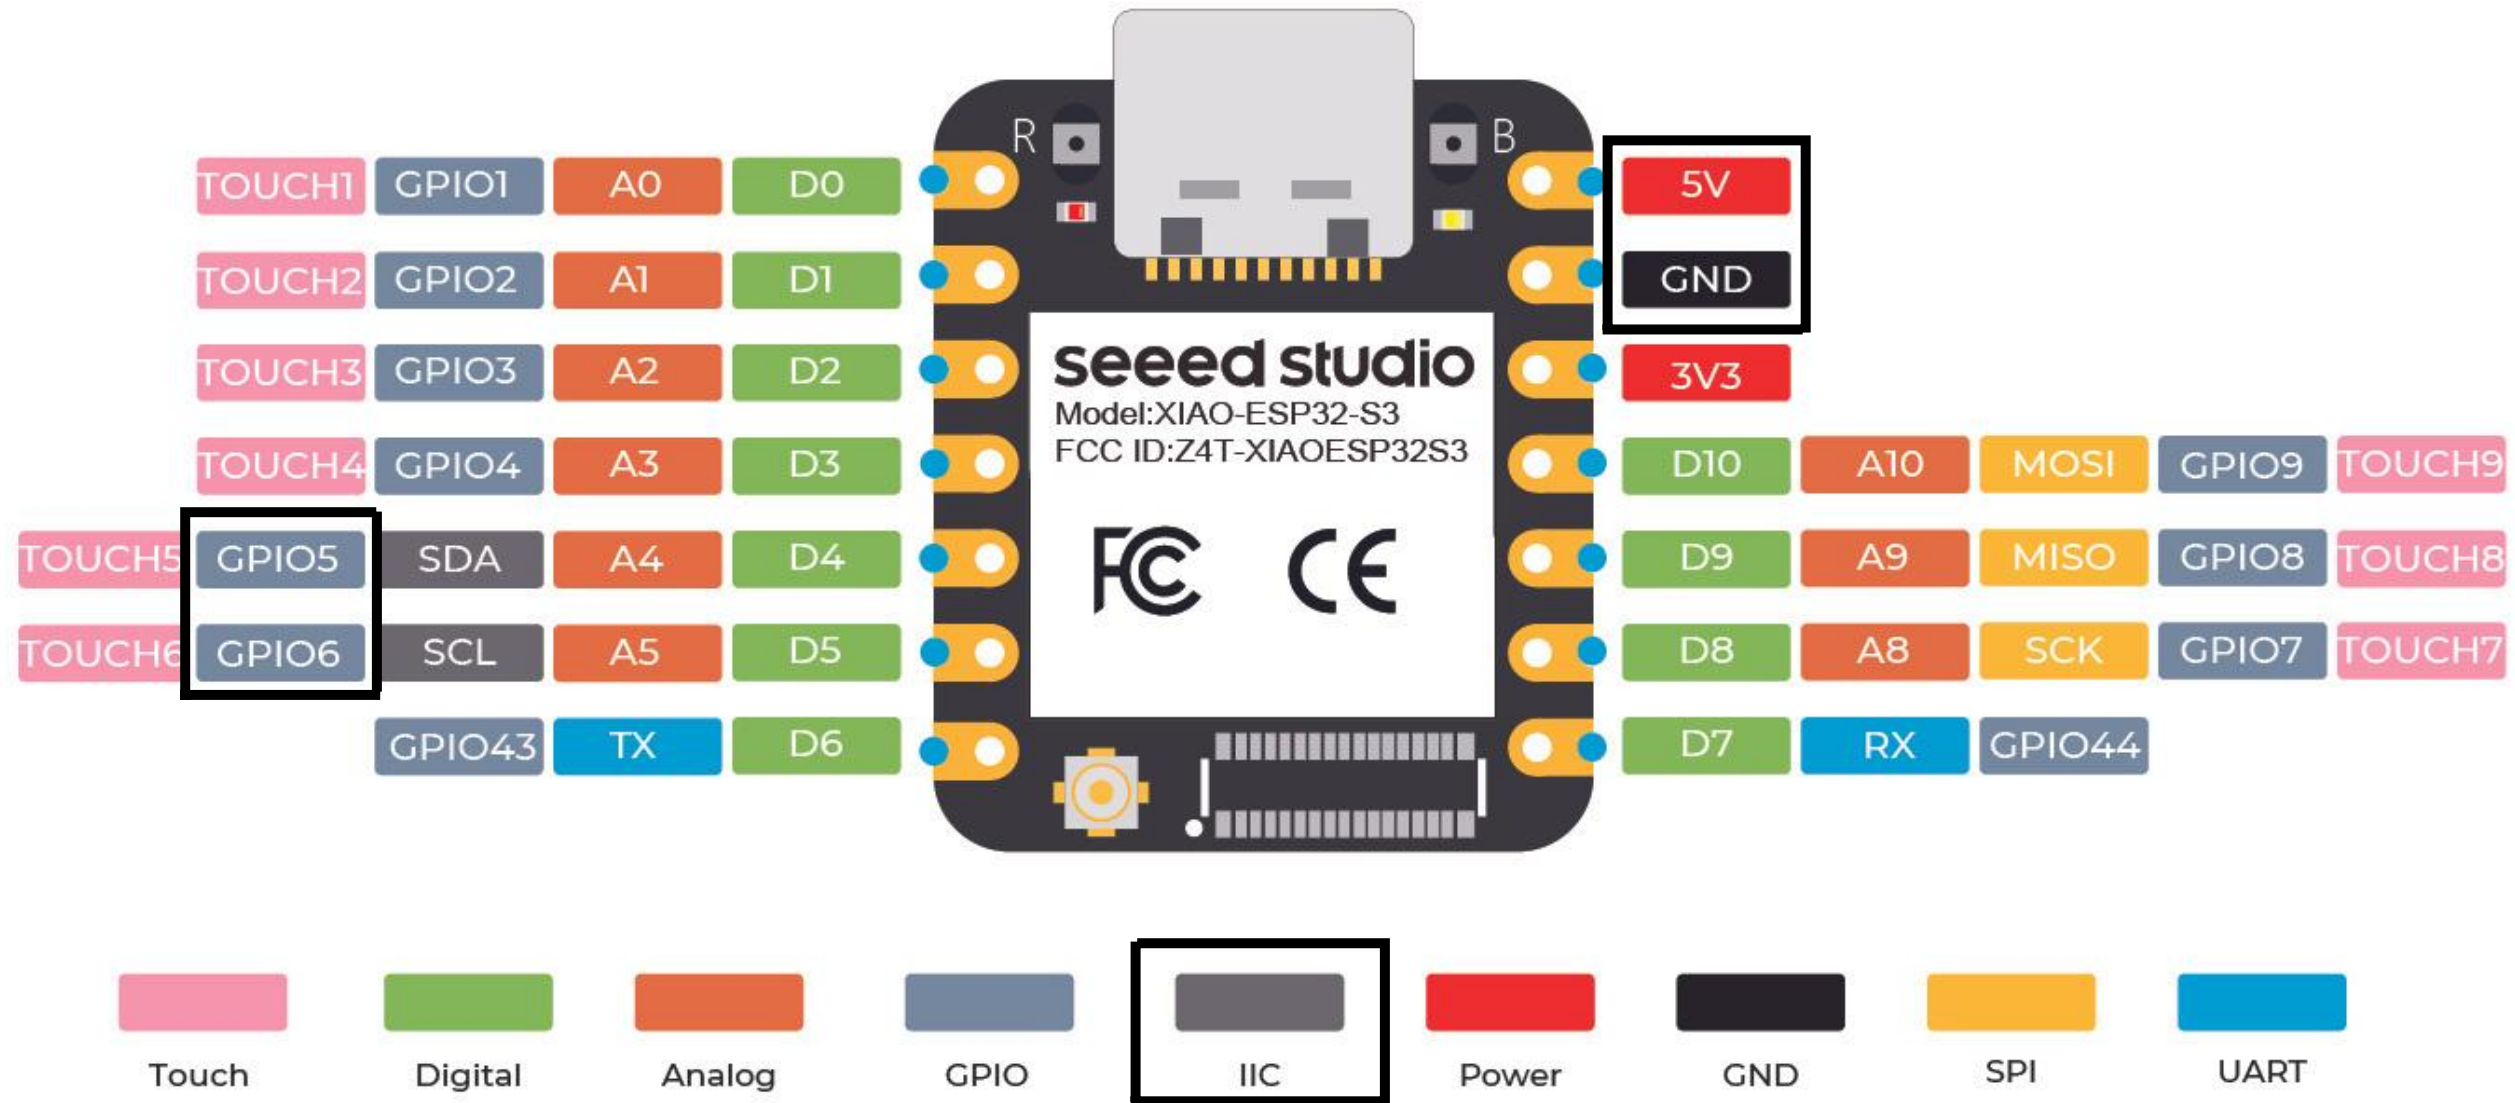 R B
TOUCH1 GPIO1 A0 D0 5V
TOUCH2 GPIO2 A1 D1 GND
seeed studio
TOUCH3 GPIO3 A2 D2 3V3
Model:XIAO-ESP32-S3
FCC ID:Z4T-XIAOESP32S3
TOUCH4 GPIO4 A3 D3 D10 A10 MOSI GPIO9 TOUCH9
FC CE
TOUCH5 GPIO5 SDA A4 D4 D9 A9 MISO GPIO8 TOUCH8
TOUCH6 GPIO6 SCL A5 D5 D8 A8 SCK GPIO7 TOUCH7
GPIO43 TX D6 D7 RX GPIO44
Touch Digital Analog GPIO IIC Power GND SPI UART